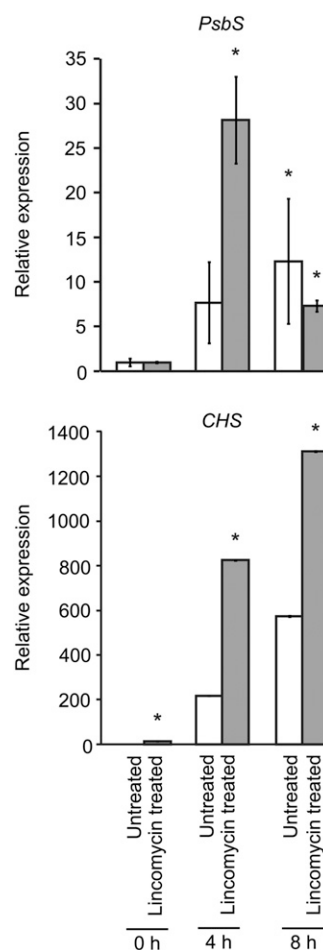 PsbS
Relative expression
35
30
25
20
15
10
5
0
*
*
*
CHS
Relative expression
1400
1200
1000
800
600
400
200
0
*
*
*
Untreated
Lincomycin treated
Untreated
Lincomycin treated
Untreated
Lincomycin treated
0 h
4 h
8 h